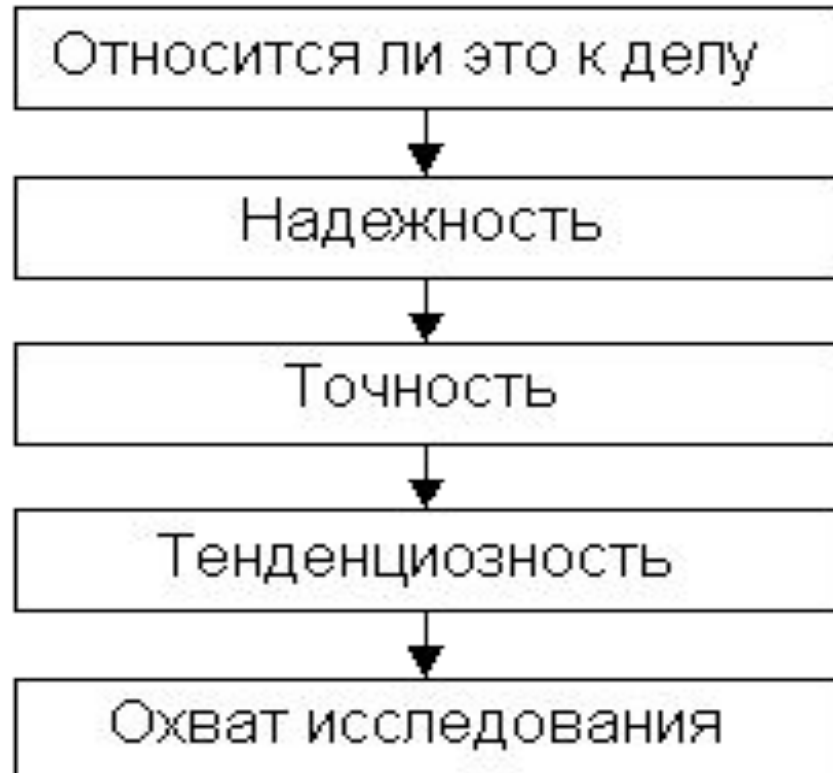 Относится ли это к делу
Надежность
Точность
Тенденциозность
Охват исследования